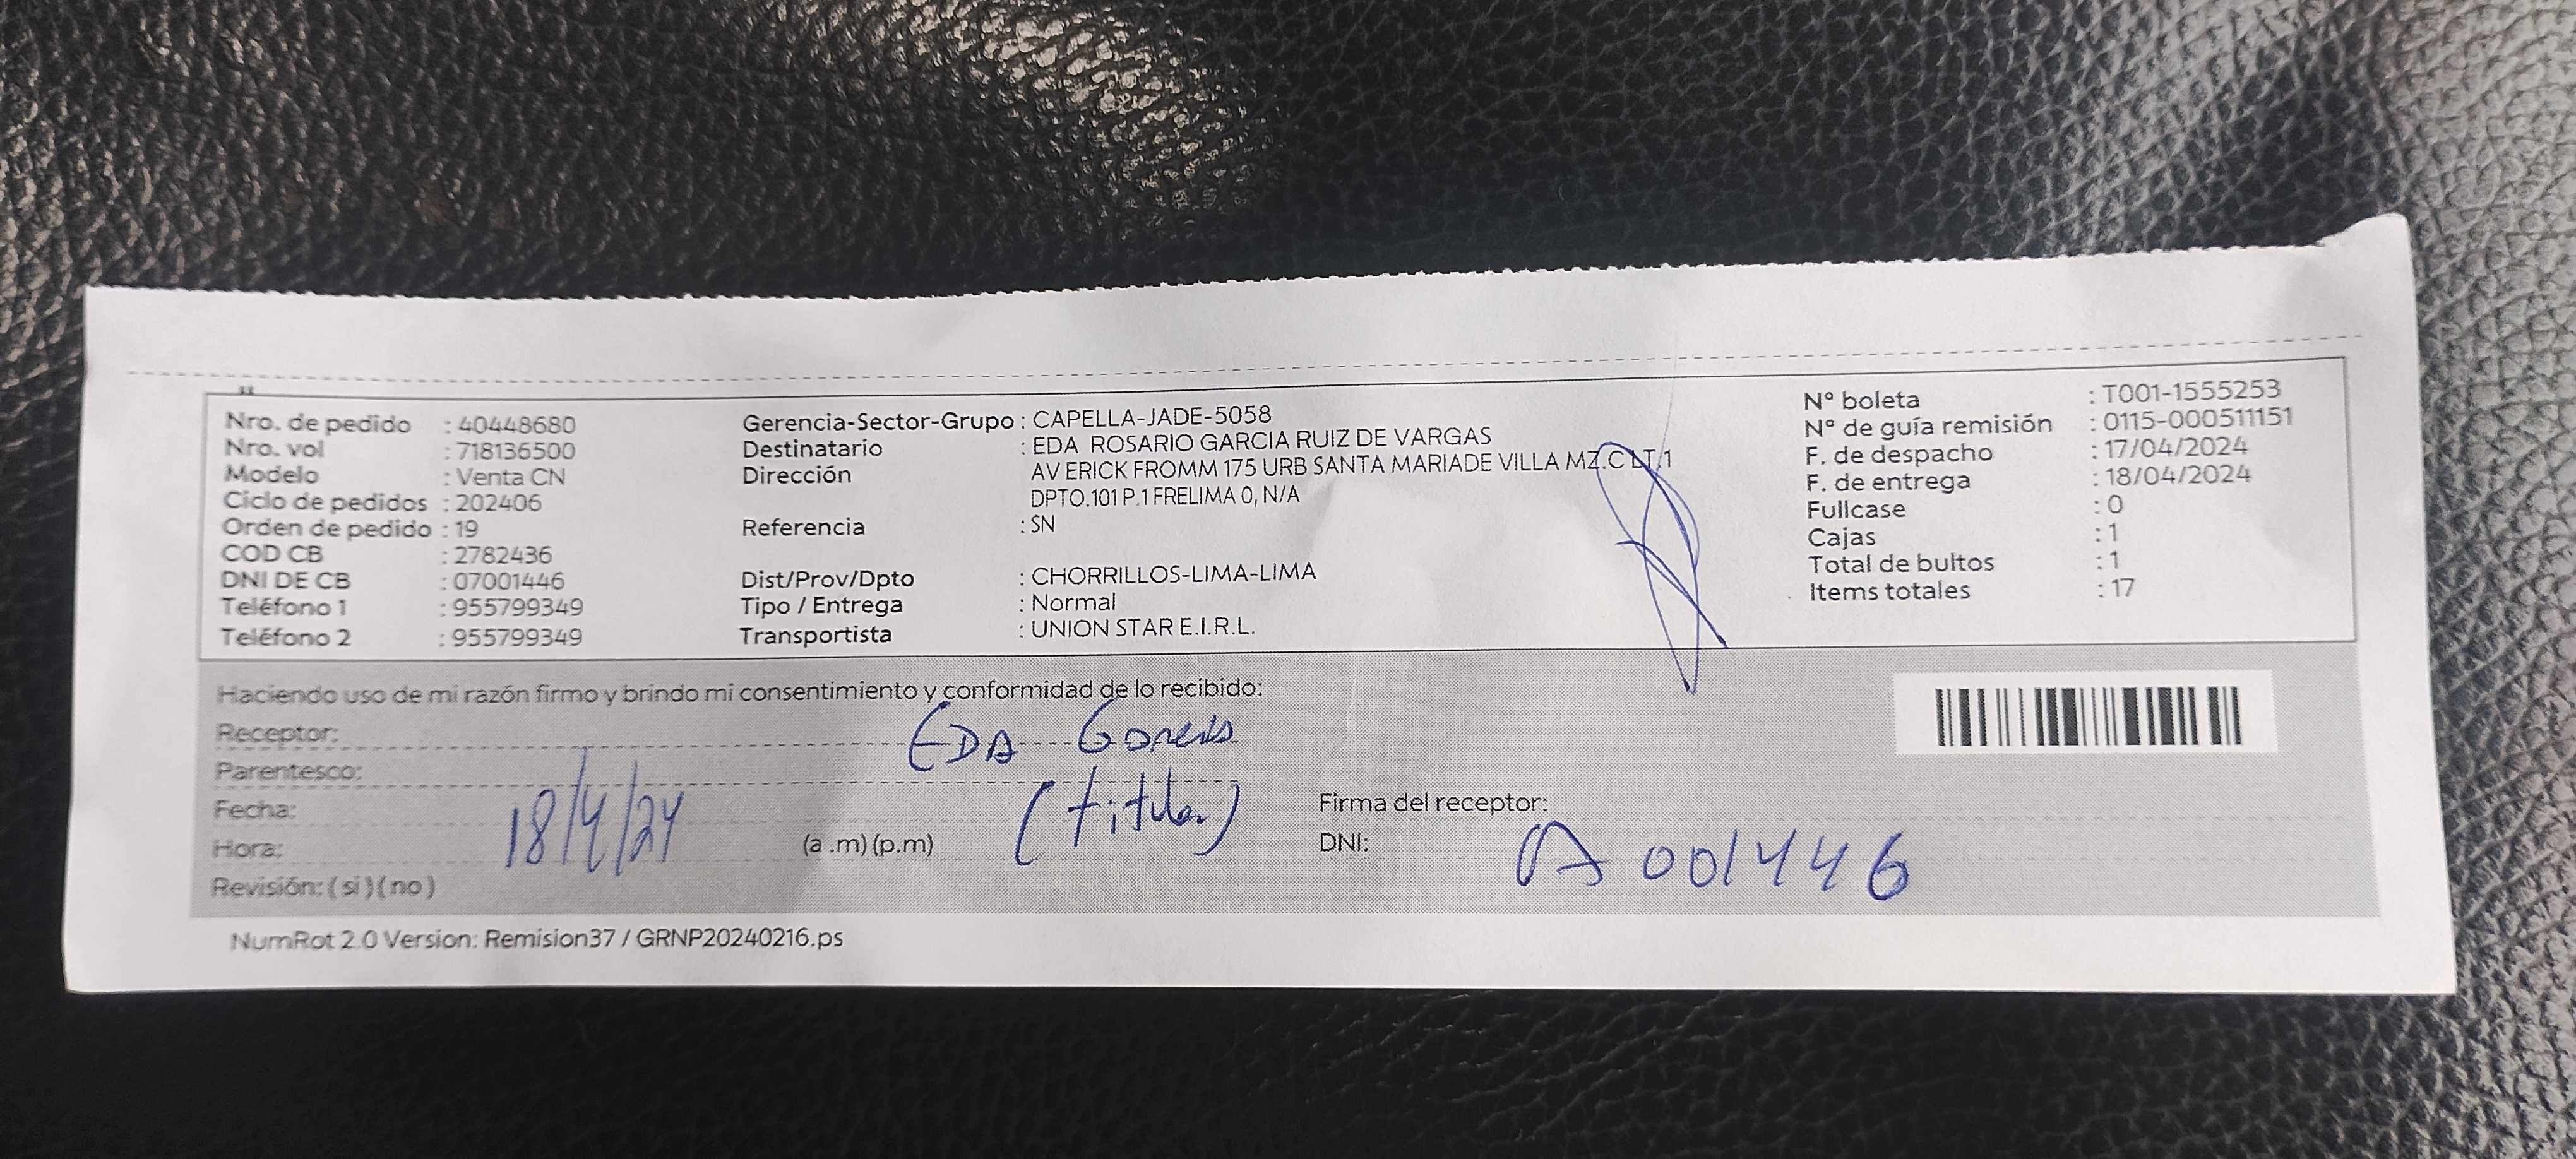 Nro. de pedido : 40448680
Nro. vol : 718136500
Modelo : Venta CN
Ciclo de pedidos : 202406
Orden de pedido : 19
COD CB : 2782436
DNI DE CB : 07001446
Teléfono 1 : 955799349
Teléfono 2 : 955799349
Gerencia-Sector-Grupo : CAPELLA-JADE-5058
Destinatario : EDA ROSARIO GARCIA RUIZ DE VARGAS
Dirección AV ERICK FROMM 175 URB SANTA MARIADE VILLA MZ.C LT.1
DPTO.101 P.1 FRELIMA 0, N/A
Referencia : SN
Dist/Prov/Dpto : CHORRILLOS-LIMA-LIMA
Tipo / Entrega : Normal
Transportista : UNION STAR E.I.R.L.
N° boleta : T001-1555253
N° de guía remisión : 0115-000511151
F. de despacho : 17/04/2024
F. de entrega : 18/04/2024
Fullcase : 0
Cajas : 1
Total de bultos : 1
Items totales : 17
Haciendo uso de mi razón firmo y brindo mi consentimiento y conformidad de lo recibido:
Receptor: EDA Garcia
Parentesco: (titular)
Fecha: 18/4/24
Hora: (a .m) (p.m)
Revisión: ( si ) ( no )
Firma del receptor:
DNI: 001446
NumRot 2.0 Version: Remision37 / GRNP20240216.ps